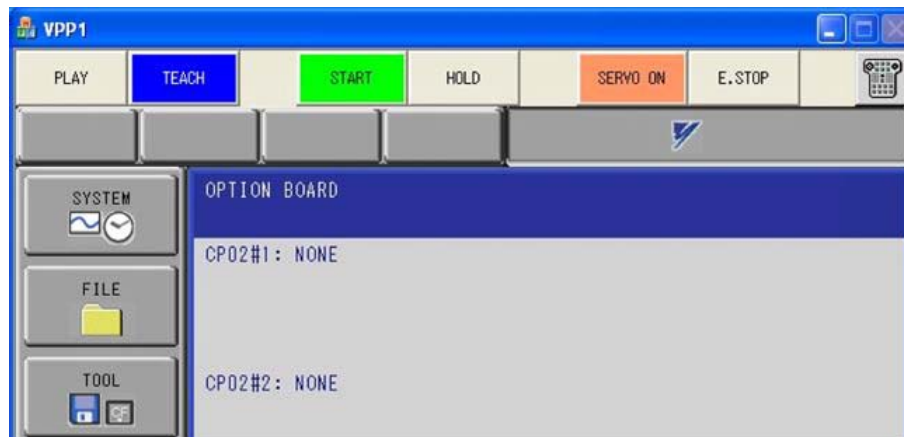 VPP1
PLAY TEACH START HOLD SERVO ON E.STOP
SYSTEM
OPTION BOARD
CP02#1: NONE
FILE
TOOL
CF
CP02#2: NONE